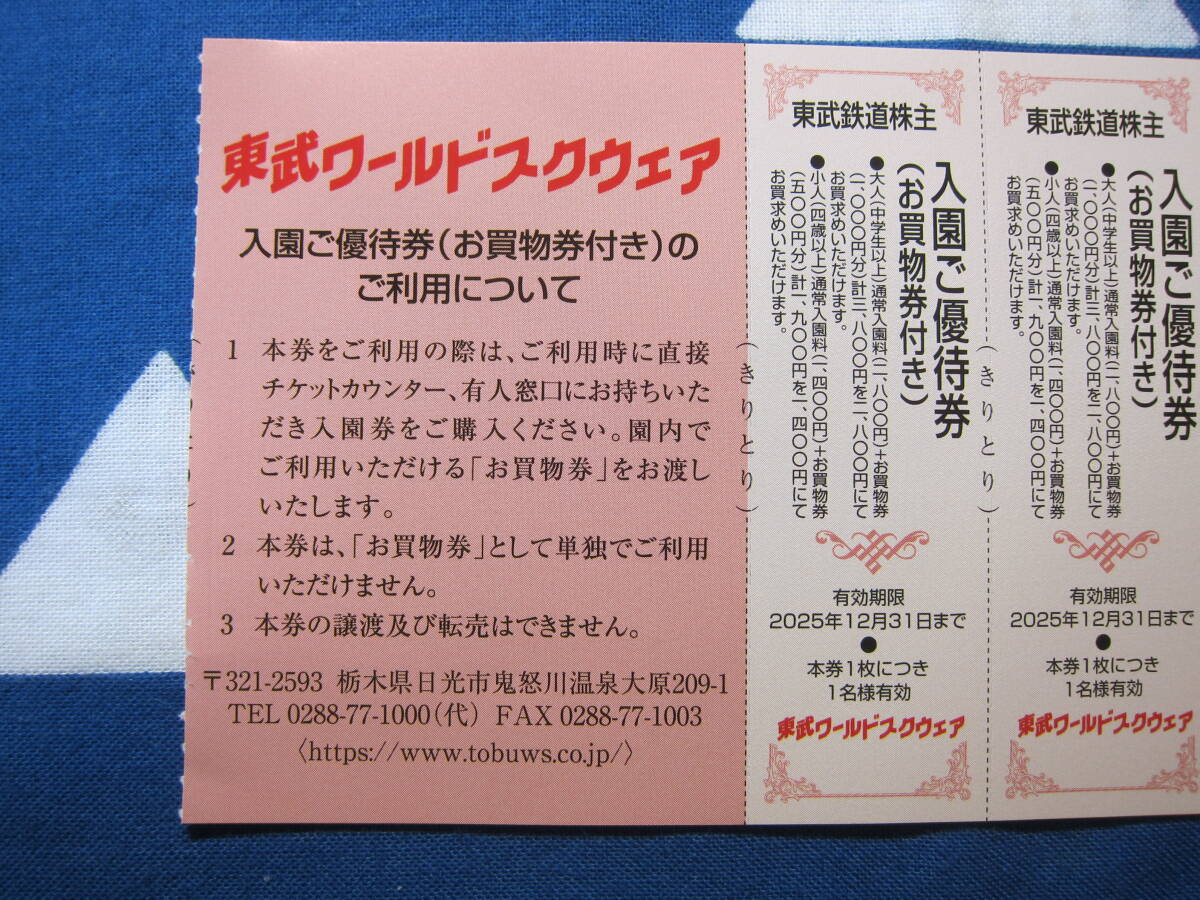 東武ワールドスクウェア
入園ご優待券(お買物券付き)の
ご利用について
1 本券をご利用の際は、ご利用時に直接
チケットカウンター、有人窓口にお持ちいた
だき入園券をご購入ください。園内で
ご利用いただける「お買物券」をお渡し
いたします。
2 本券は、「お買物券」として単独でご利用
いただけません。
3 本券の譲渡及び転売はできません。
〒321-2593 栃木県日光市鬼怒川温泉大原209-1
TEL 0288-77-1000(代) FAX 0288-77-1003
〈https://www.tobuws.co.jp/〉
(きりとり)
東武鉄道株主
入園ご優待券
(お買物券付き)
●大人(中学生以上)通常入園料(二、八〇〇円)+お買物券
(一、〇〇〇円分)計三、八〇〇円を二、八〇〇円にて
お買求めいただけます。
●小人(四歳以上)通常入園料(一、四〇〇円)+お買物券
(五〇〇円分)計一、九〇〇円を一、四〇〇円にて
お買求めいただけます。
有効期限
2025年12月31日まで
●
本券1枚につき
1名様有効
東武ワールドスクウェア
(きりとり)
東武鉄道株主
入園ご優待券
(お買物券付き)
●大人(中学生以上)通常入園料(二、八〇〇円)+お買物券
(一、〇〇〇円分)計三、八〇〇円を二、八〇〇円にて
お買求めいただけます。
●小人(四歳以上)通常入園料(一、四〇〇円)+お買物券
(五〇〇円分)計一、九〇〇円を一、四〇〇円にて
お買求めいただけます。
有効期限
2025年12月31日まで
●
本券1枚につき
1名様有効
東武ワールドスクウェア